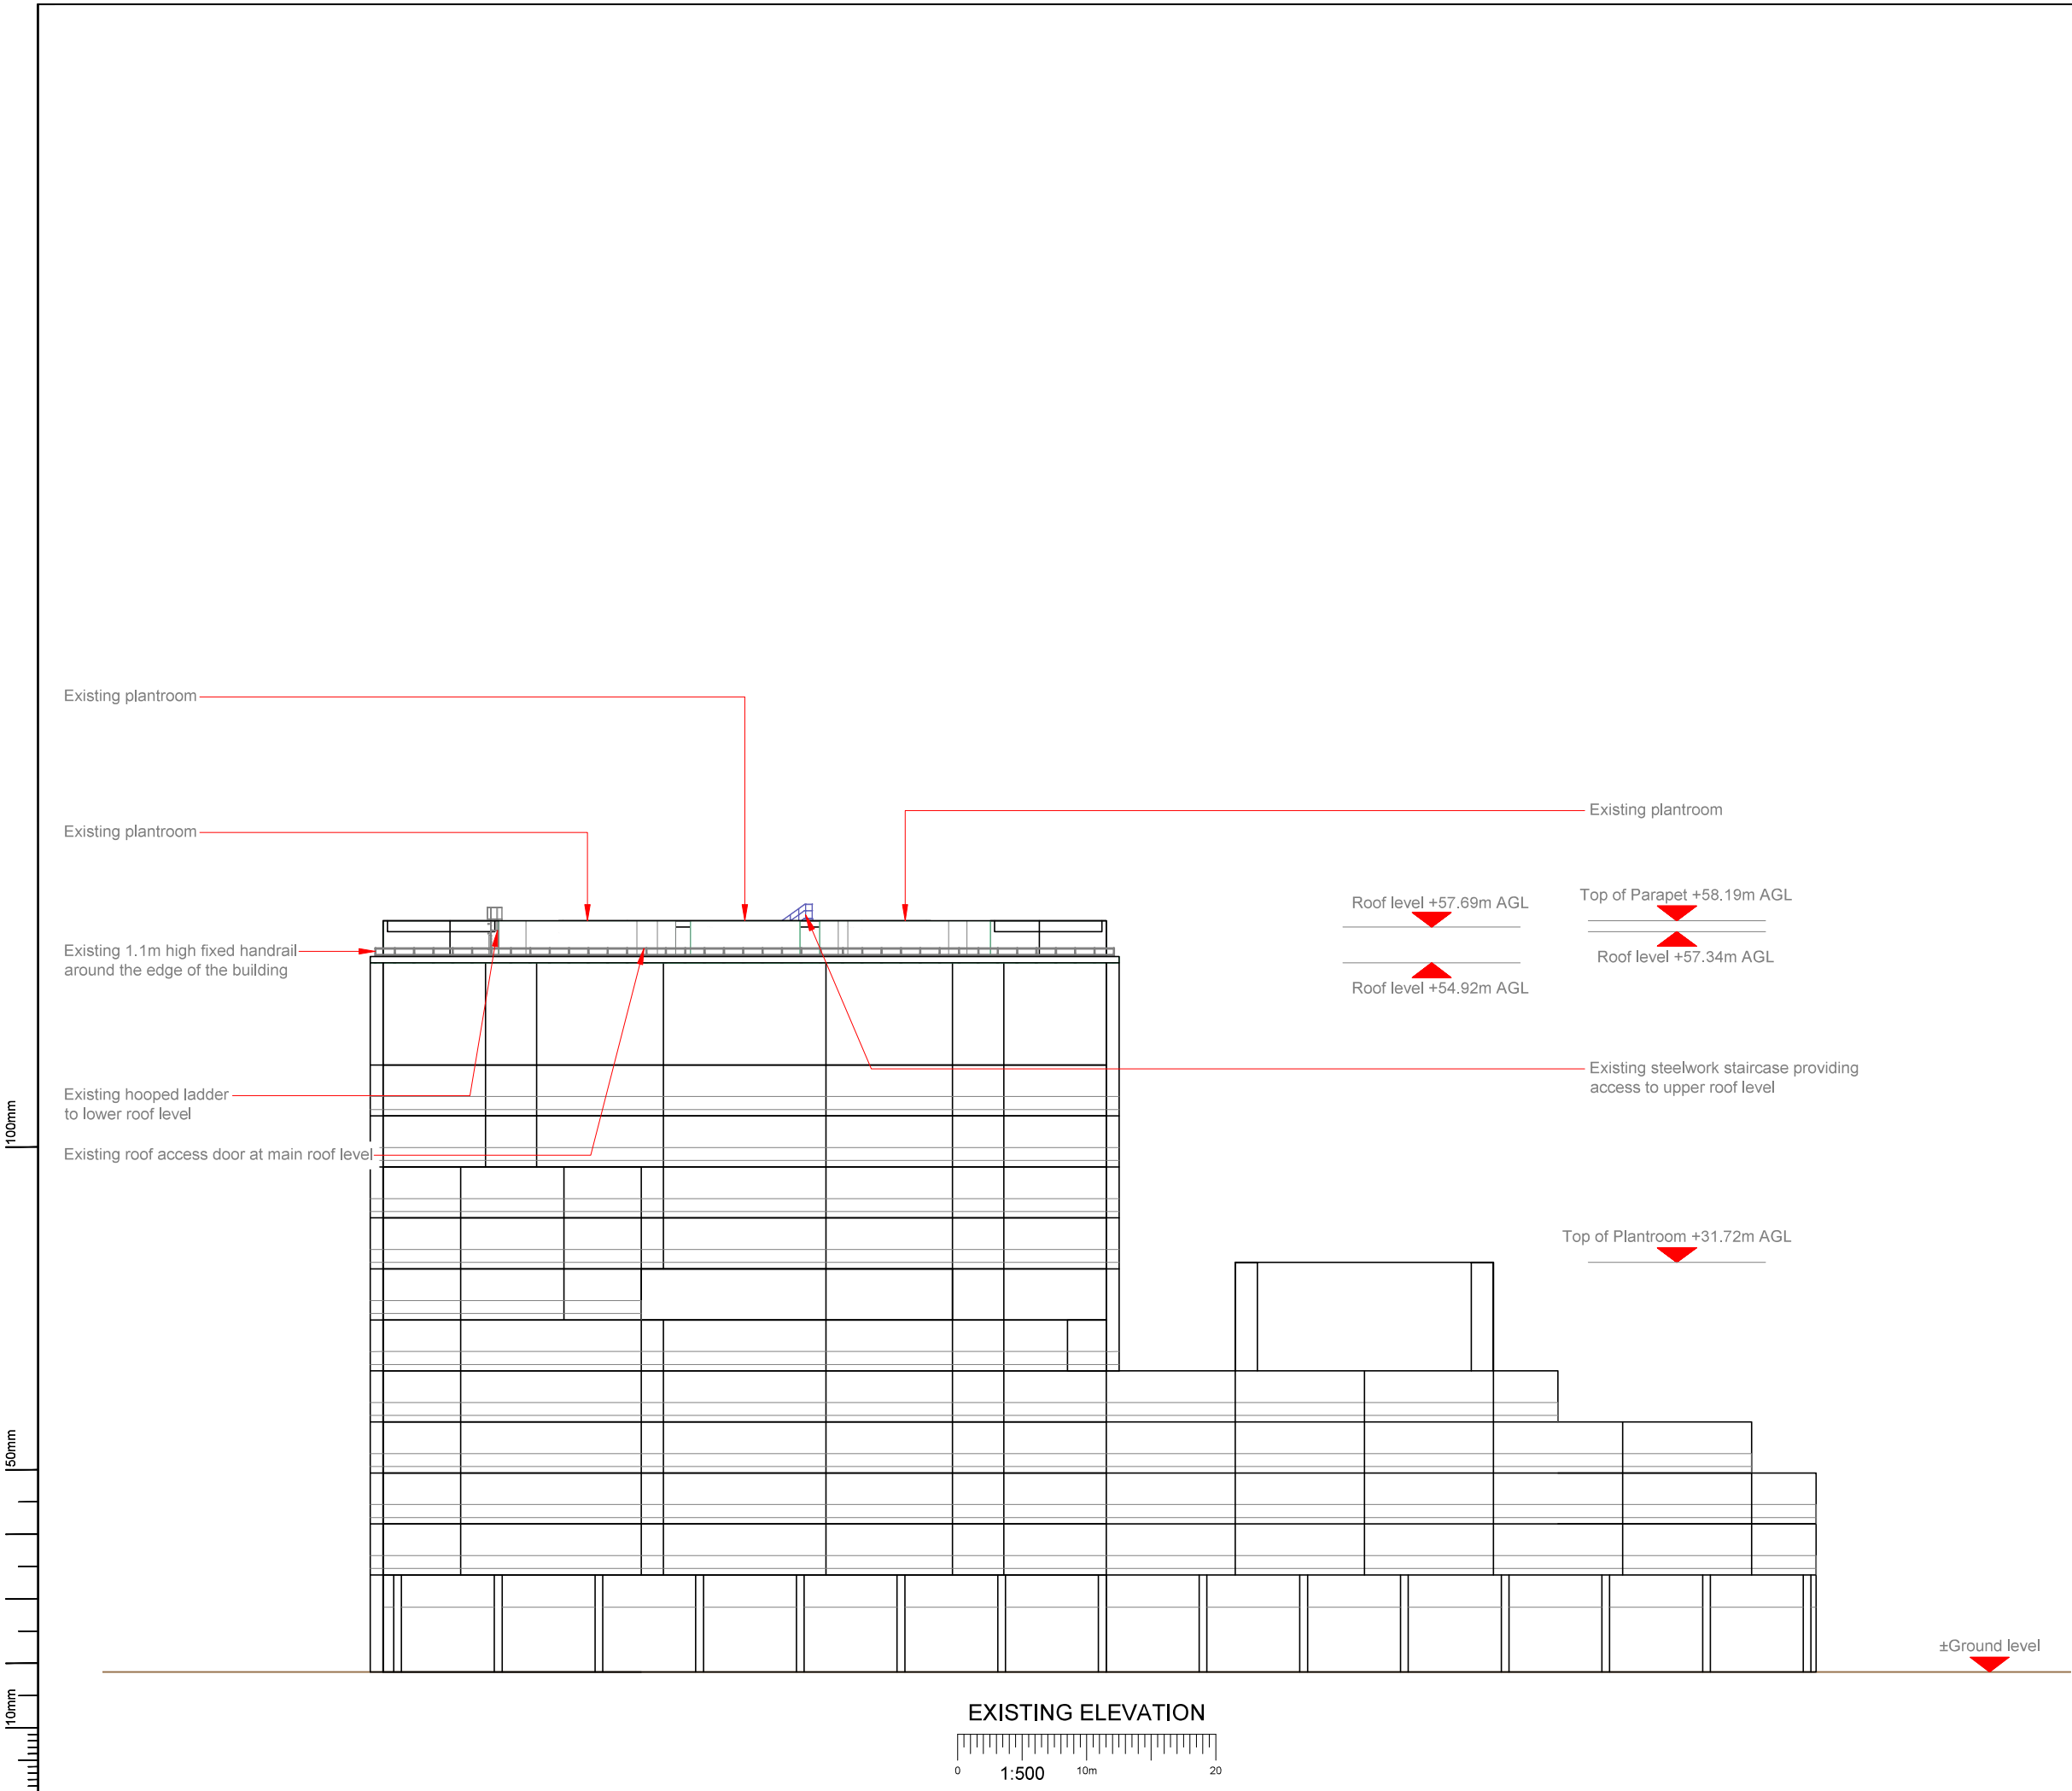 Existing plantroom
Existing plantroom
Existing plantroom
Roof level +57.69m AGL
Top of Parapet +58.19m AGL
Existing 1.1m high fixed handrail
around the edge of the building
Roof level +57.34m AGL
Roof level +54.92m AGL
Existing steelwork staircase providing
access to upper roof level
Existing hooped ladder
to lower roof level
100mm
Existing roof access door at main roof level
Top of Plantroom +31.72m AGL
50mm
±Ground level
10mm
EXISTING ELEVATION
0
1:500
10m
20